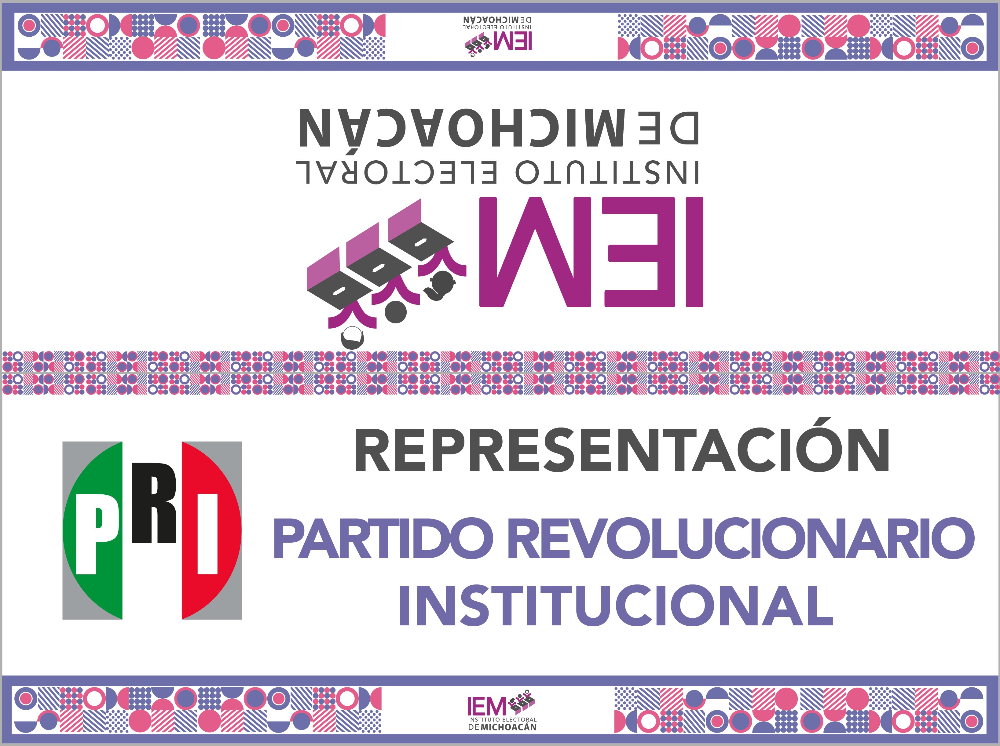 IEM
INSTITUTO ELECTORAL
DE MICHOACÁN
IEM
INSTITUTO ELECTORAL
DE MICHOACÁN
REPRESENTACIÓN
PRI
PARTIDO REVOLUCIONARIO
INSTITUCIONAL
IEM
INSTITUTO ELECTORAL
DE MICHOACÁN